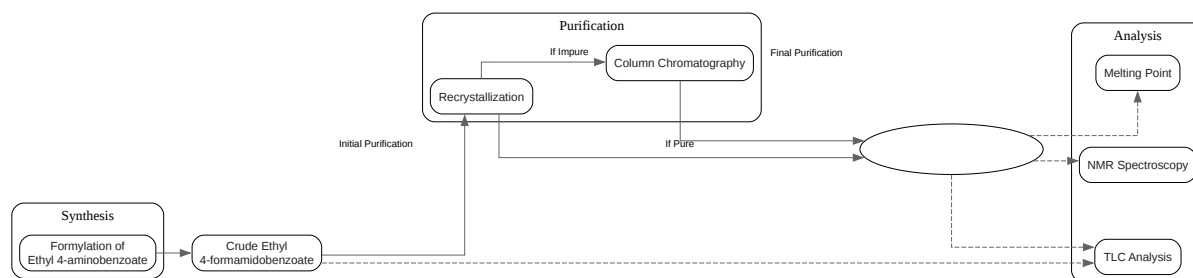 Purification
If Impure
Column Chromatography
Final Purification
Recrystallization
Initial Purification
If Pure
Analysis
Melting Point
NMR Spectroscopy
TLC Analysis
Synthesis
Formylation of
Ethyl 4-aminobenzoate
Crude Ethyl
4-formamidobenzoate